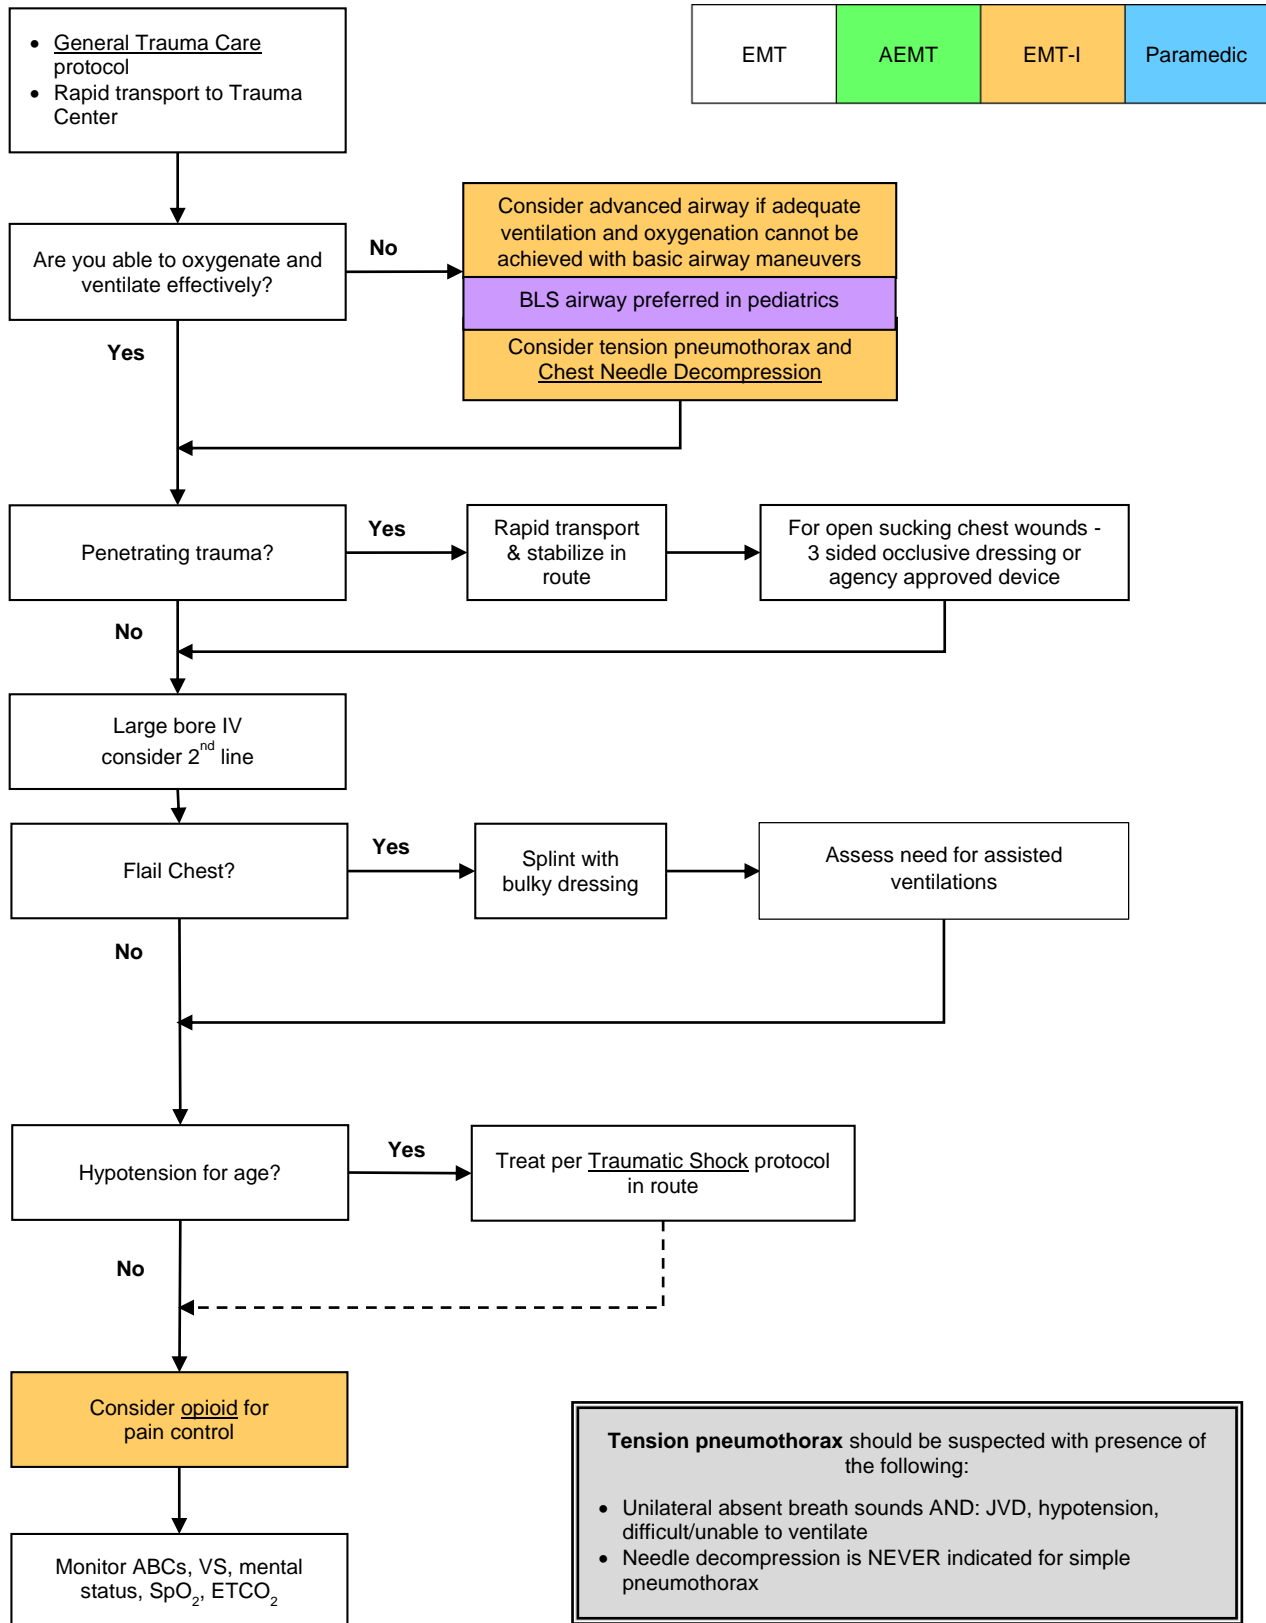 • General Trauma Care
protocol
• Rapid transport to Trauma
Center
EMT
AEMT
EMT-I
Paramedic
Are you able to oxygenate and
ventilate effectively?
No
Consider advanced airway if adequate
ventilation and oxygenation cannot be
achieved with basic airway maneuvers
BLS airway preferred in pediatrics
Consider tension pneumothorax and
Chest Needle Decompression
Yes
Penetrating trauma?
Yes
Rapid transport
& stabilize in
route
For open sucking chest wounds -
3 sided occlusive dressing or
agency approved device
No
Large bore IV
consider 2nd line
Flail Chest?
Yes
Splint with
bulky dressing
Assess need for assisted
ventilations
No
Hypotension for age?
Yes
Treat per Traumatic Shock protocol
in route
No
Consider opioid for
pain control
Monitor ABCs, VS, mental
status, SpO2, ETCO2
Tension pneumothorax should be suspected with presence of
the following:
• Unilateral absent breath sounds AND: JVD, hypotension,
difficult/unable to ventilate
• Needle decompression is NEVER indicated for simple
pneumothorax